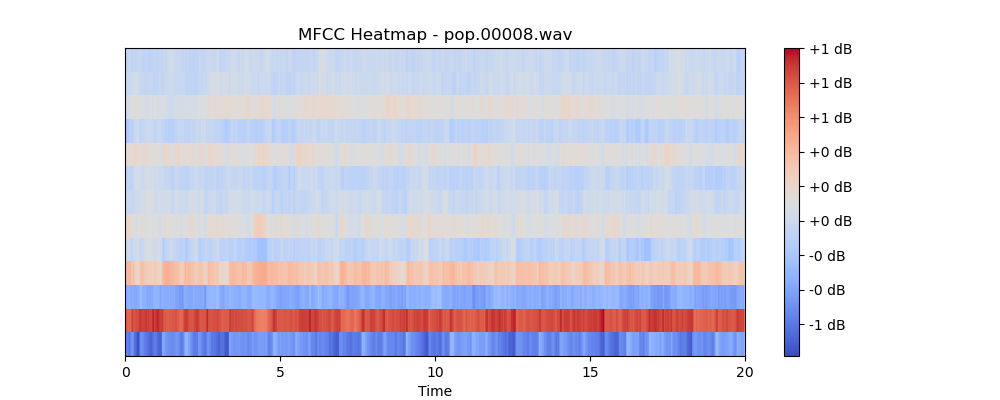 MFCC Heatmap - pop.00008.wav
+1 dB
+1 dB
+1 dB
+0 dB
+0 dB
+0 dB
-0 dB
-0 dB
-1 dB
0 5 10 15 20
Time